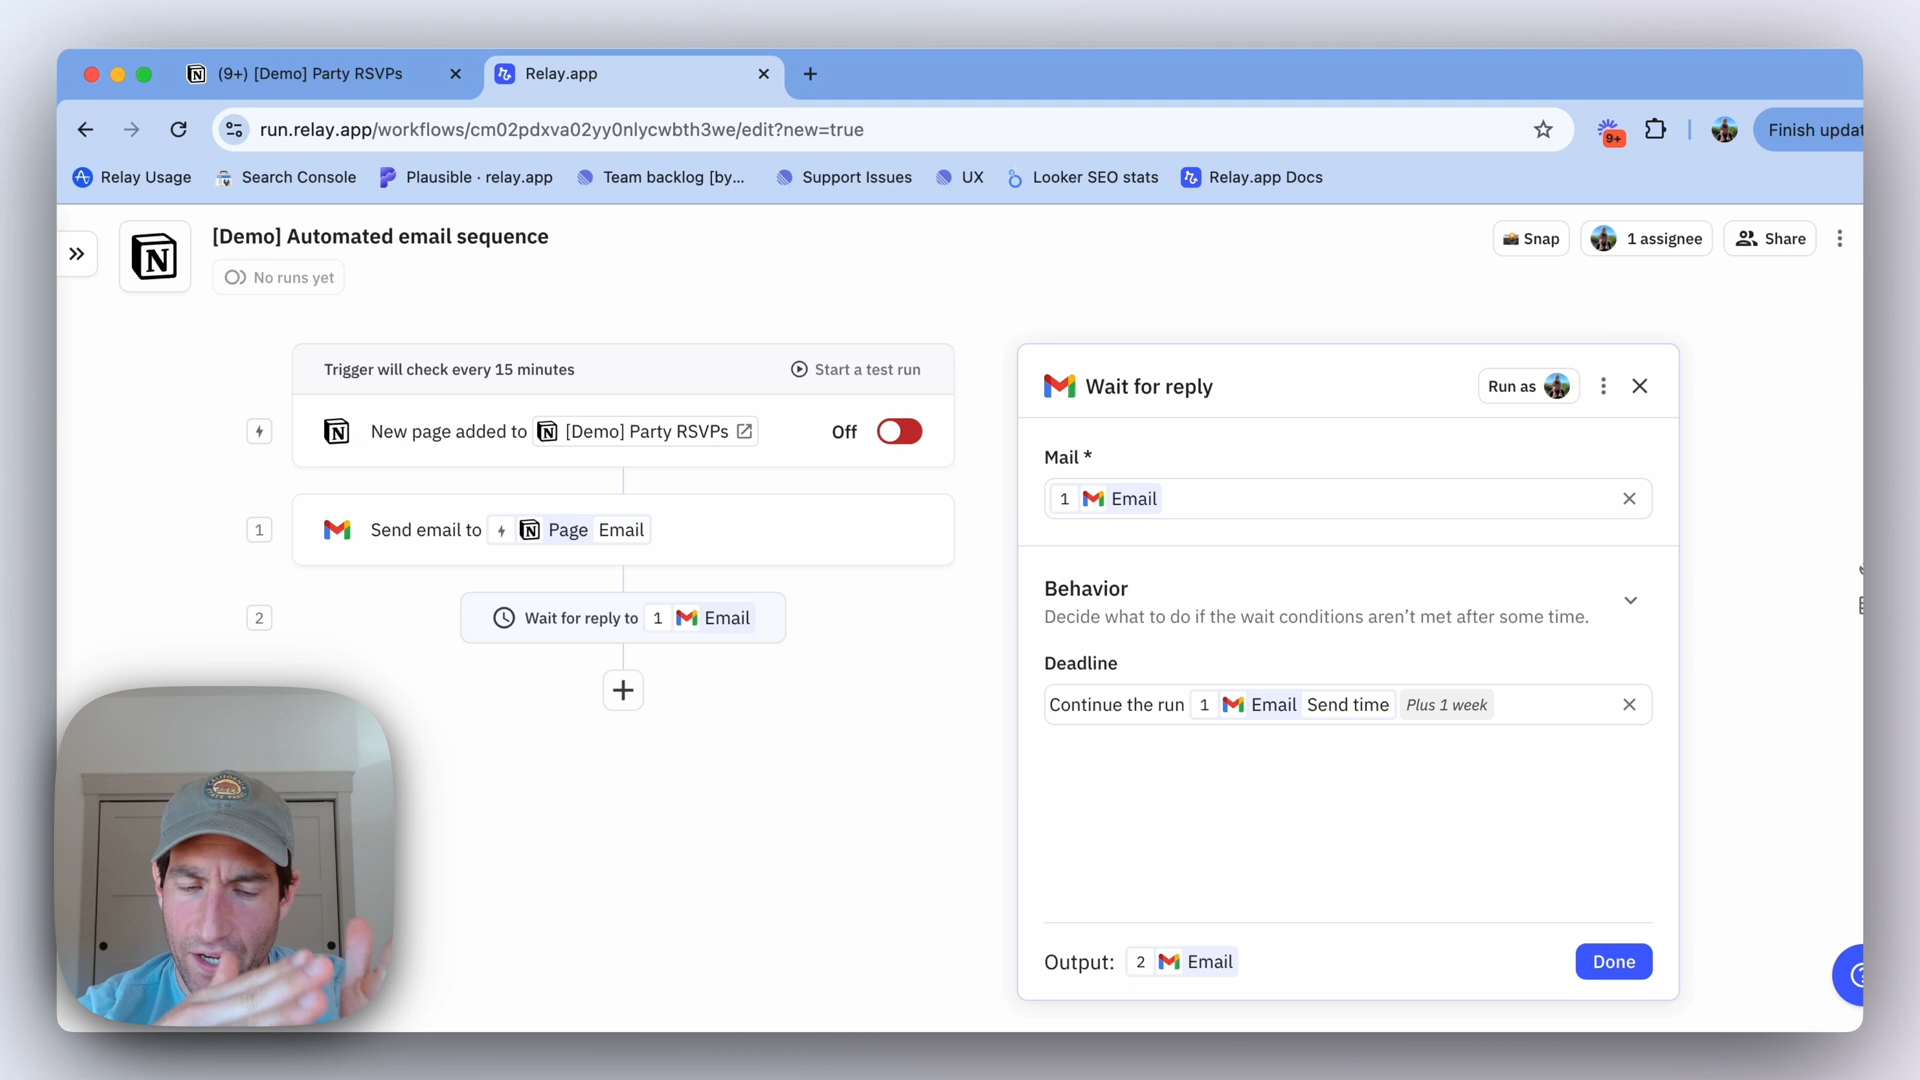 (9+) [Demo] Party RSVPs
Relay.app
run.relay.app/workflows/cm02pdxva02yy0nlycwbth3we/edit?new=true
9+
Finish updat
Relay Usage
Search Console
Plausible · relay.app
Team backlog [by...
Support Issues
UX
Looker SEO stats
Relay.app Docs
[Demo] Automated email sequence
No runs yet
Snap
1 assignee
Share
Trigger will check every 15 minutes
Start a test run
New page added to [Demo] Party RSVPs
Off
1
Send email to Page Email
2
Wait for reply to 1 Email
Wait for reply
Run as
Mail *
1 Email
Behavior
Decide what to do if the wait conditions aren't met after some time.
Deadline
Continue the run 1 Email Send time Plus 1 week
Output: 2 Email
Done